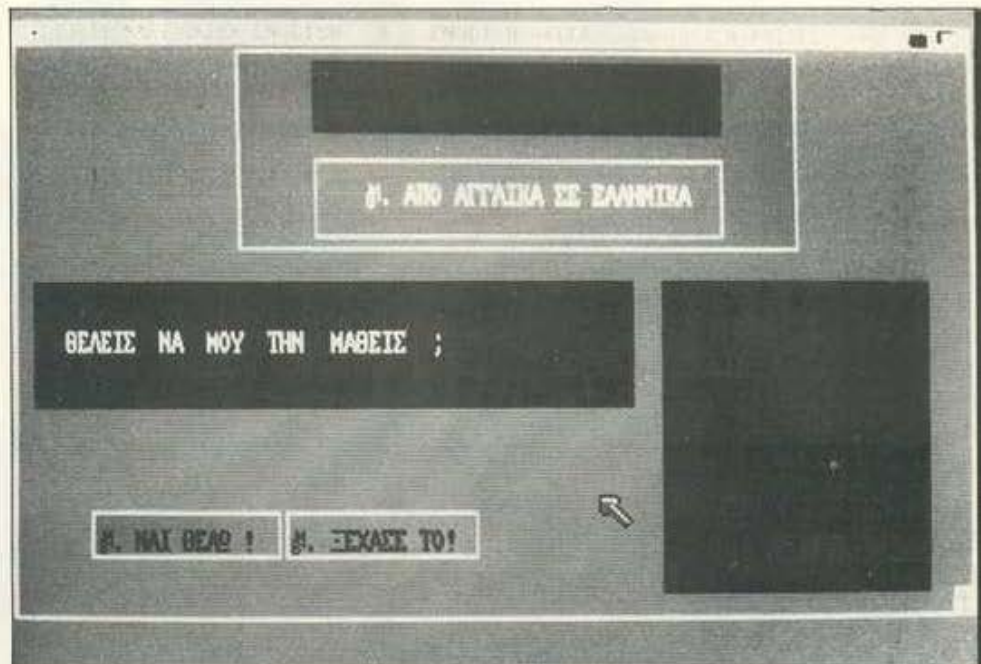 . ΑΠΟ ΑΓΓΛΙΚΑ ΣΕ ΕΛΛΗΝΙΚΑ
ΘΕΛΕΙΣ ΝΑ ΜΟΥ ΤΗΝ ΜΑΘΕΙΣ ;
. ΝΑΙ ΘΕΛΩ ! . ΞΕΧΑΣΕ ΤΟ!